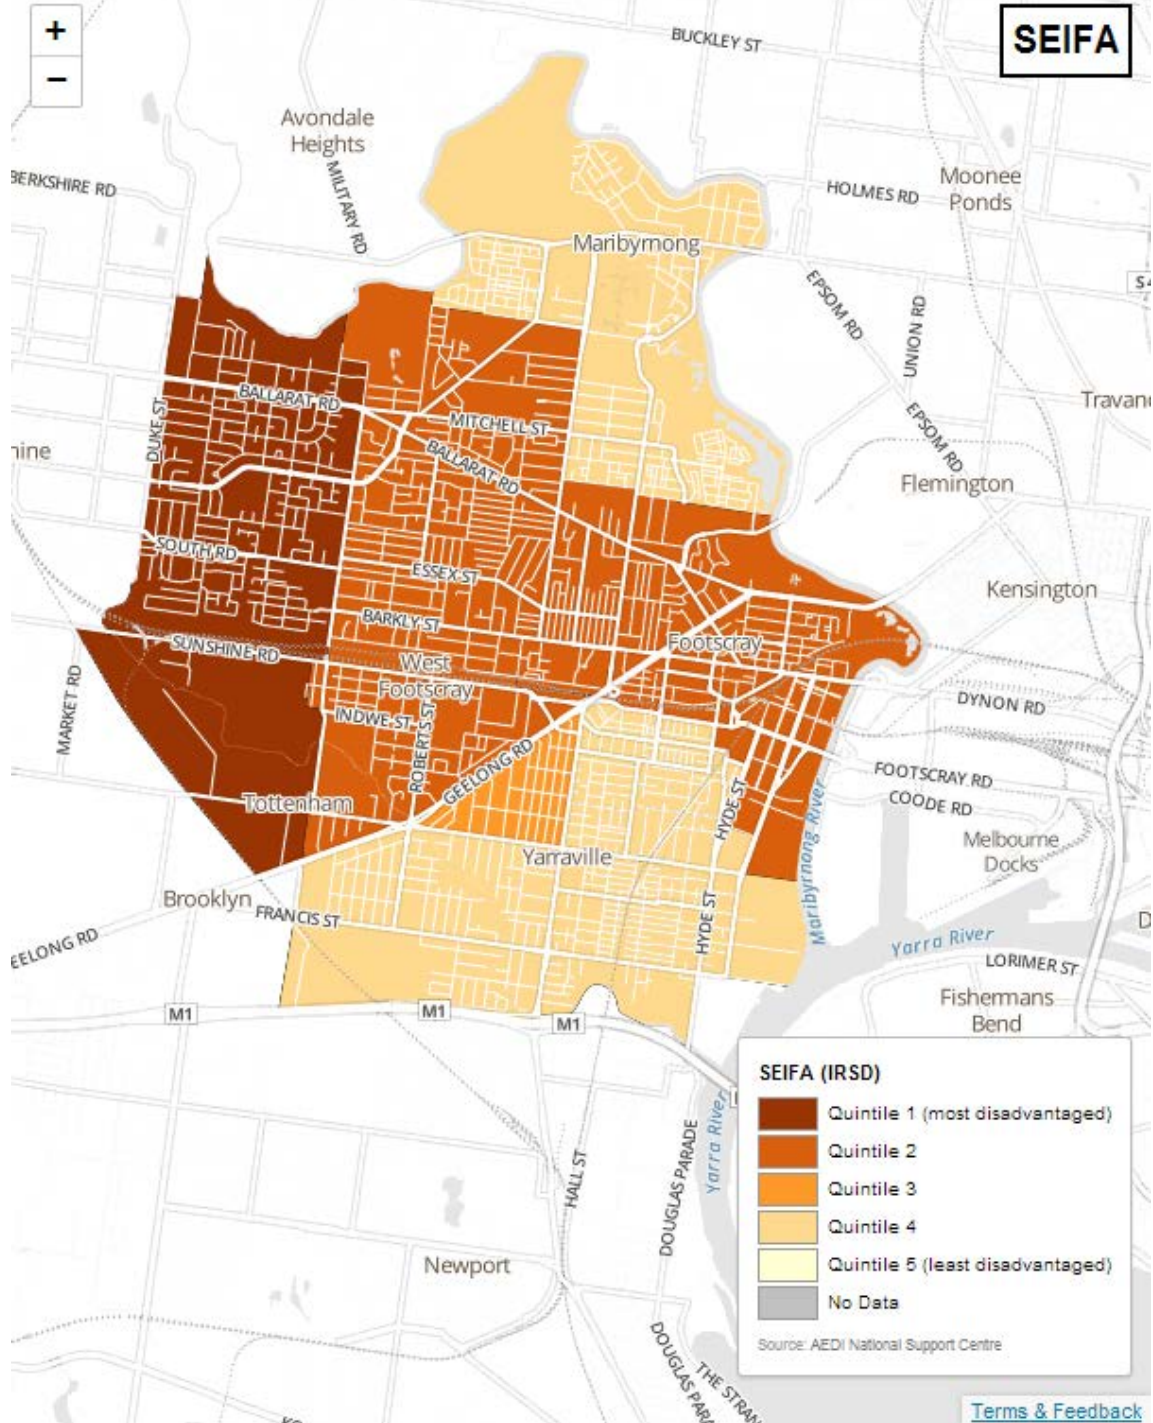 +
−
BUCKLEY ST
SEIFA
Avondale
Heights
BERKSHIRE RD
MILITARY RD
HOLMES RD
Moonee
Ponds
Maribyrnong
EPSOM RD
UNION RD
BALLARAT RD
DUKE ST
MITCHELL ST
BALLARAT RD
EPSOM RD
Flemington
SOUTH RD
ESSEX ST
Kensington
BARKLY ST
SUNSHINE RD
Footscray
West
Footscray
MARKET RD
INDWE ST
ROBERTS ST
DYNON RD
GEELONG RD
FOOTSCRAY RD
COODE RD
Tottenham
HYDE ST
Maribyrnong River
Melbourne
Docks
Yarraville
Brooklyn
FRANCIS ST
HYDE ST
EELONG RD
Yarra River
LORIMER ST
Fishermans
Bend
M1
M1
M1
SEIFA (IRSD)
Quintile 1 (most disadvantaged)
Quintile 2
Quintile 3
Quintile 4
Quintile 5 (least disadvantaged)
No Data
Source: AEDI National Support Centre
Yarra River
DOUGLAS PARADE
HALL ST
Newport
DOUGLAS PARA
THE STRAN
Terms & Feedback